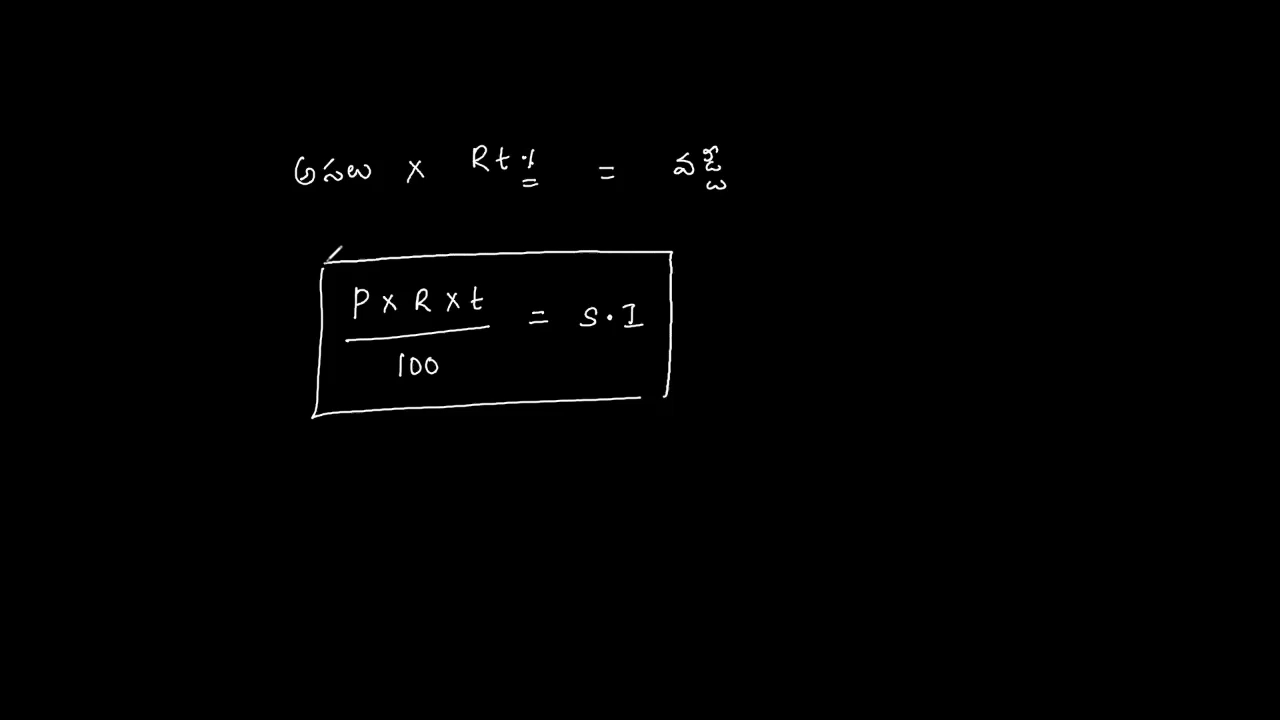 అసలు × Rt% = వడ్డీ
P × R × t / 100 = S.I